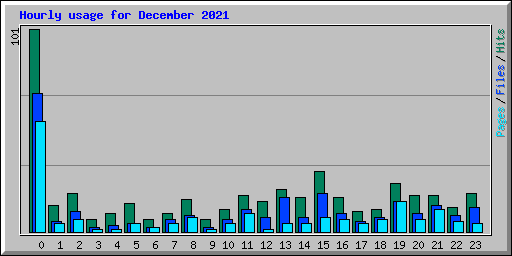 Hourly usage for December 2021
101
Pages / Files / Hits
0 1 2 3 4 5 6 7 8 9 10 11 12 13 14 15 16 17 18 19 20 21 22 23